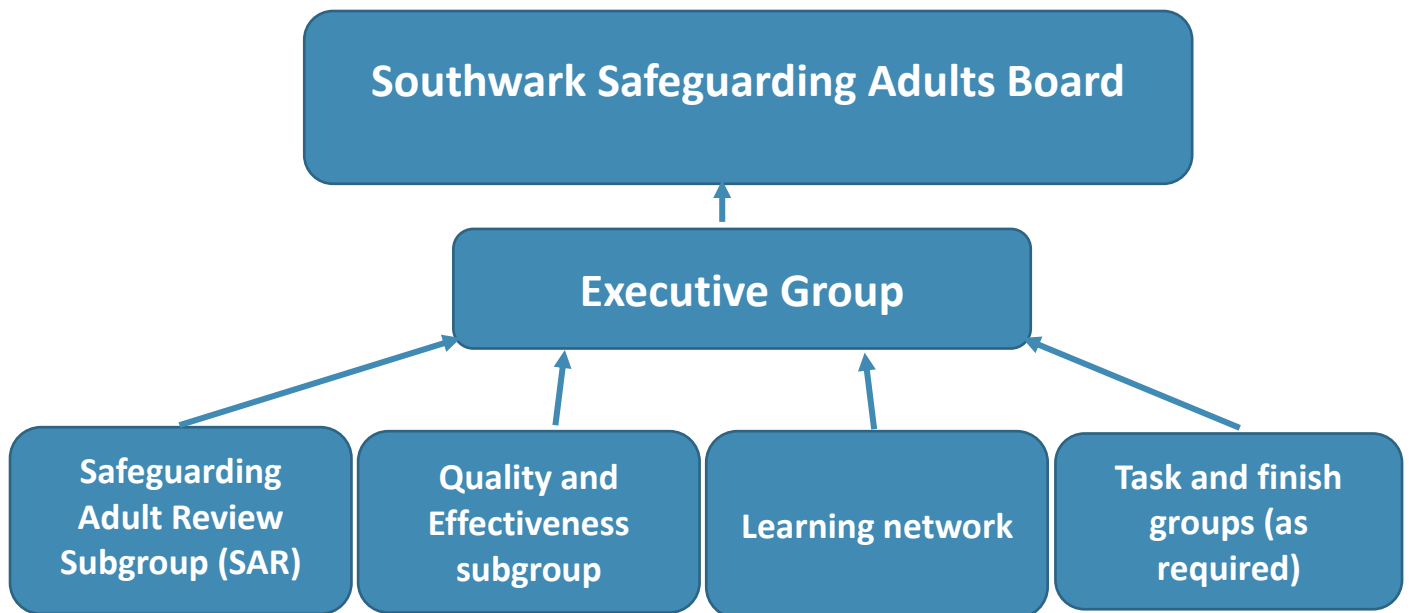 Southwark Safeguarding Adults Board
Executive Group
Safeguarding
Adult Review
Subgroup (SAR)
Quality and
Effectiveness
subgroup
Learning network
Task and finish
groups (as
required)